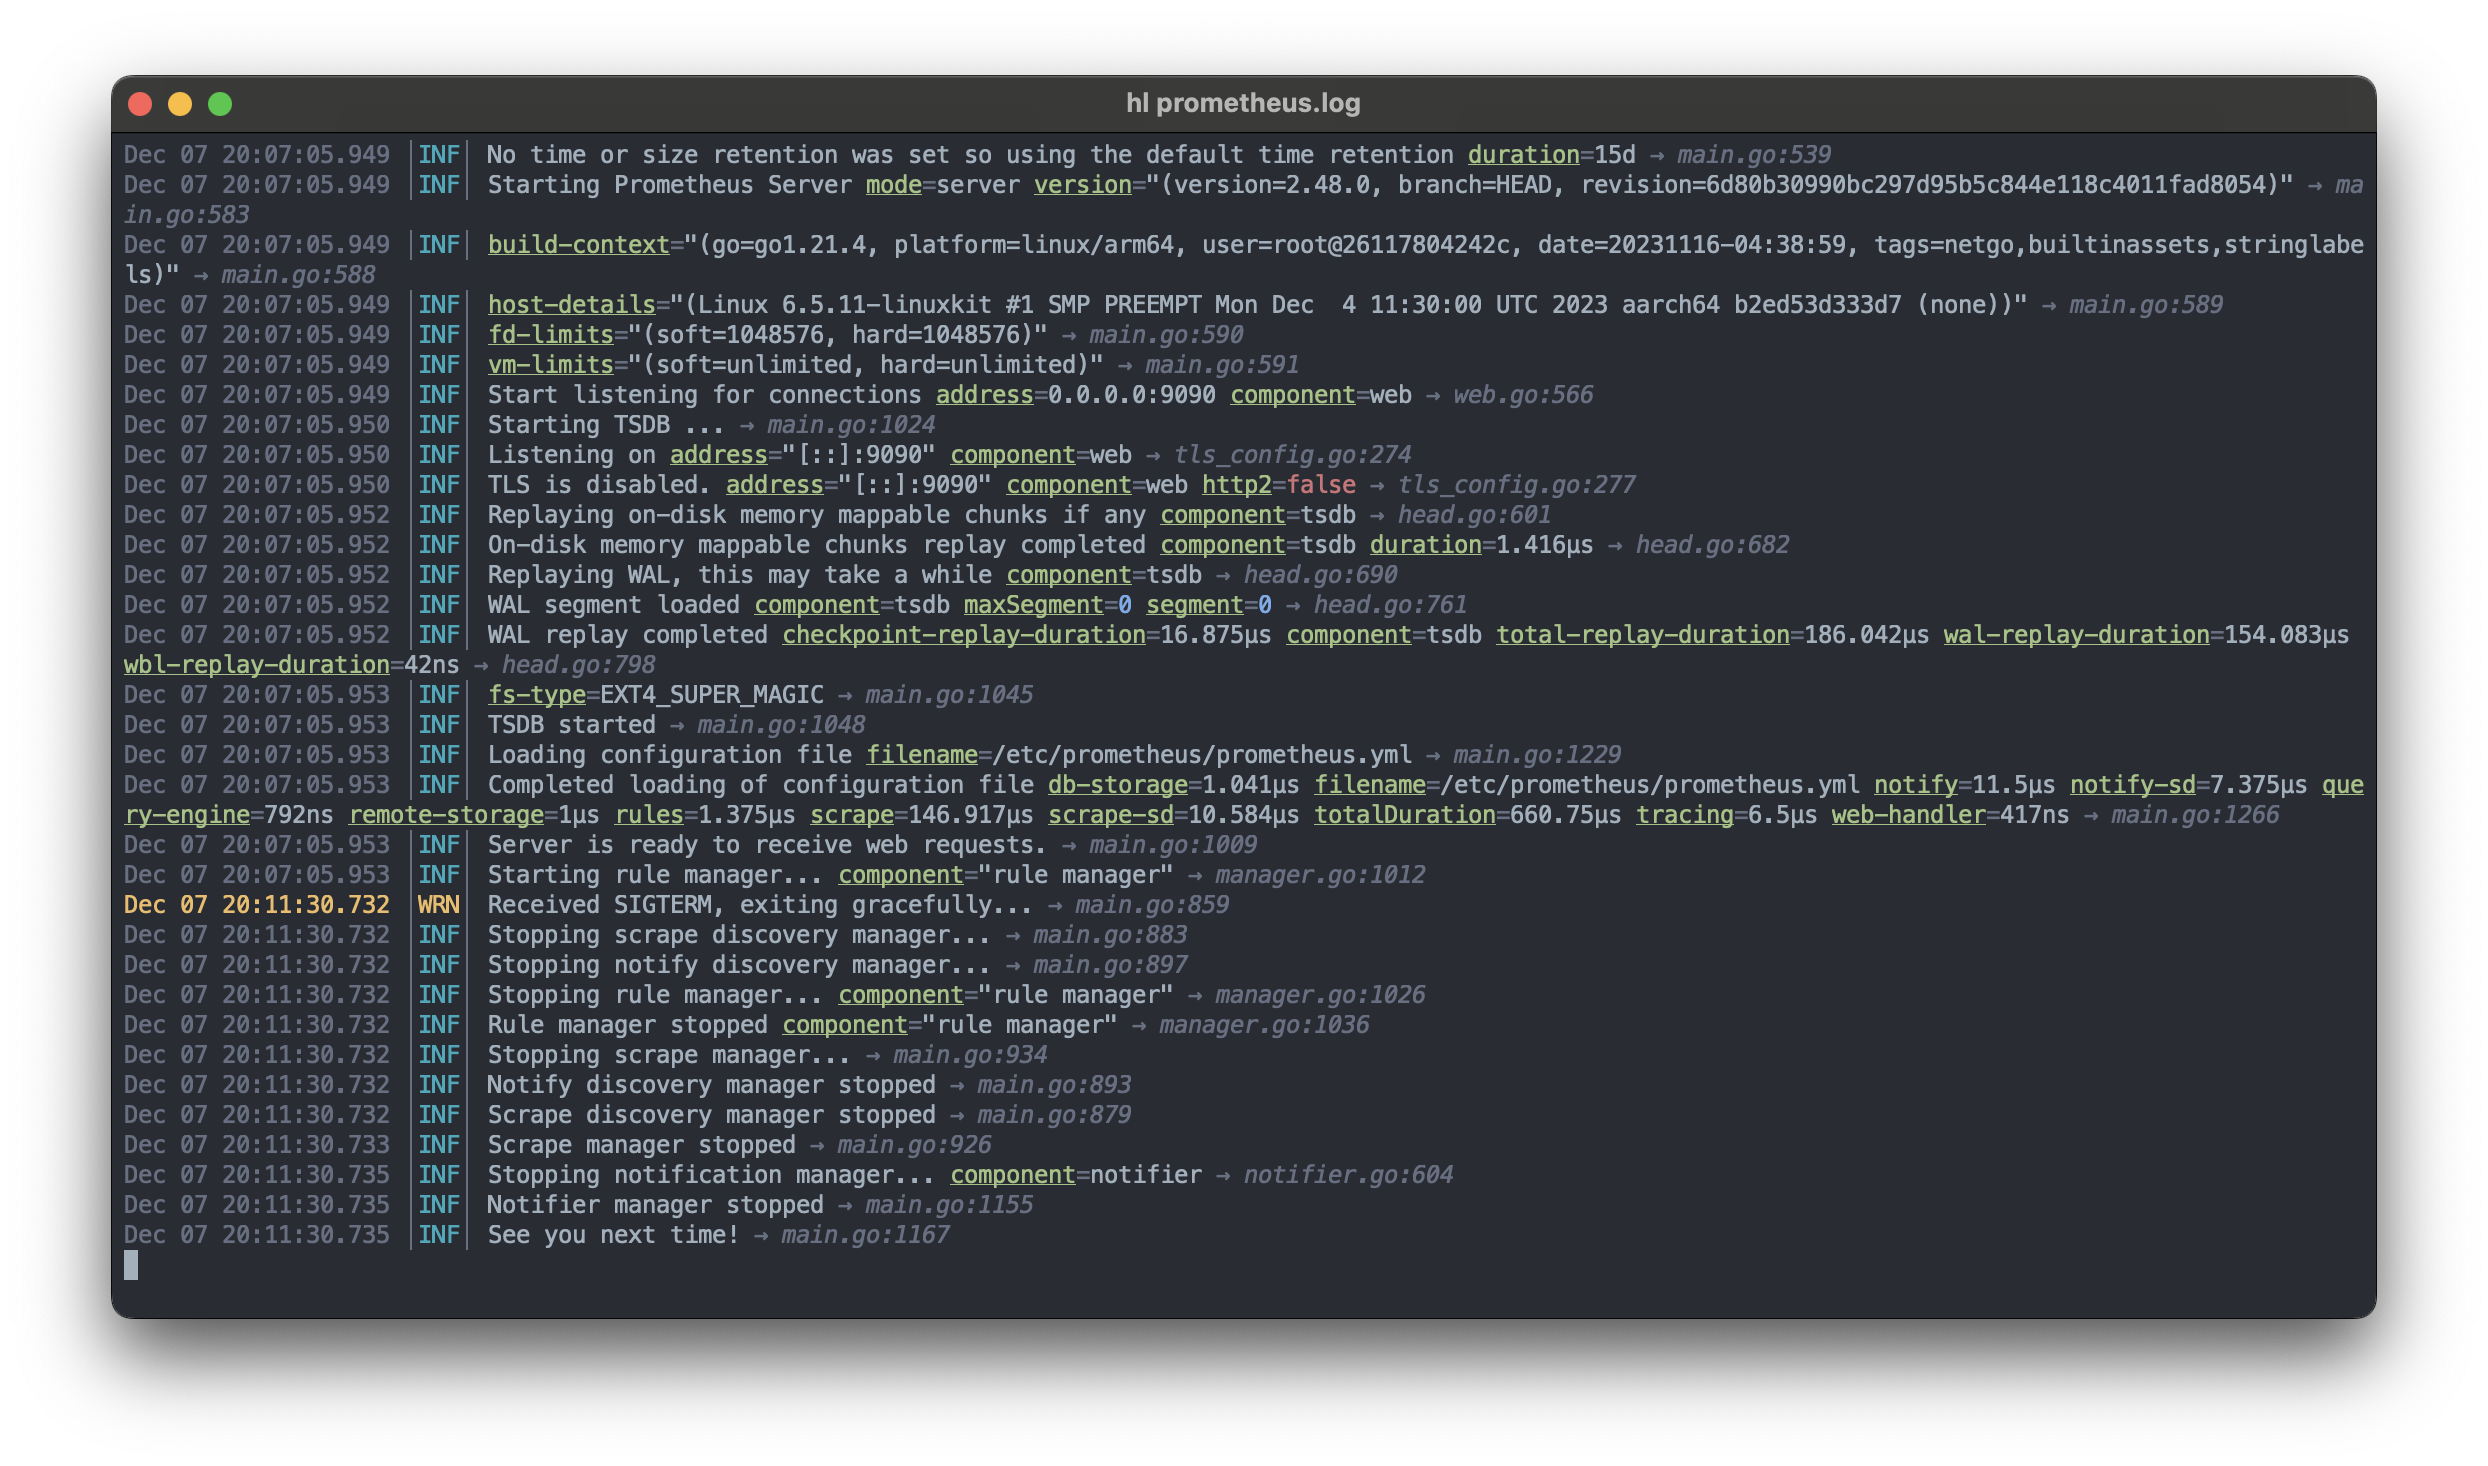 hl prometheus.log
Dec 07 20:07:05.949 |INF| No time or size retention was set so using the default time retention duration=15d → main.go:539
Dec 07 20:07:05.949 |INF| Starting Prometheus Server mode=server version="(version=2.48.0, branch=HEAD, revision=6d80b30990bc297d95b5c844e118c4011fad8054)" → ma
in.go:583
Dec 07 20:07:05.949 |INF| build-context="(go=go1.21.4, platform=linux/arm64, user=root@26117804242c, date=20231116-04:38:59, tags=netgo,builtinassets,stringlabe
ls)" → main.go:588
Dec 07 20:07:05.949 |INF| host-details="(Linux 6.5.11-linuxkit #1 SMP PREEMPT Mon Dec  4 11:30:00 UTC 2023 aarch64 b2ed53d333d7 (none))" → main.go:589
Dec 07 20:07:05.949 |INF| fd-limits="(soft=1048576, hard=1048576)" → main.go:590
Dec 07 20:07:05.949 |INF| vm-limits="(soft=unlimited, hard=unlimited)" → main.go:591
Dec 07 20:07:05.949 |INF| Start listening for connections address=0.0.0.0:9090 component=web → web.go:566
Dec 07 20:07:05.950 |INF| Starting TSDB ... → main.go:1024
Dec 07 20:07:05.950 |INF| Listening on address="[::]:9090" component=web → tls_config.go:274
Dec 07 20:07:05.950 |INF| TLS is disabled. address="[::]:9090" component=web http2=false → tls_config.go:277
Dec 07 20:07:05.952 |INF| Replaying on-disk memory mappable chunks if any component=tsdb → head.go:601
Dec 07 20:07:05.952 |INF| On-disk memory mappable chunks replay completed component=tsdb duration=1.416µs → head.go:682
Dec 07 20:07:05.952 |INF| Replaying WAL, this may take a while component=tsdb → head.go:690
Dec 07 20:07:05.952 |INF| WAL segment loaded component=tsdb maxSegment=0 segment=0 → head.go:761
Dec 07 20:07:05.952 |INF| WAL replay completed checkpoint-replay-duration=16.875µs component=tsdb total-replay-duration=186.042µs wal-replay-duration=154.083µs
wbl-replay-duration=42ns → head.go:798
Dec 07 20:07:05.953 |INF| fs-type=EXT4_SUPER_MAGIC → main.go:1045
Dec 07 20:07:05.953 |INF| TSDB started → main.go:1048
Dec 07 20:07:05.953 |INF| Loading configuration file filename=/etc/prometheus/prometheus.yml → main.go:1229
Dec 07 20:07:05.953 |INF| Completed loading of configuration file db-storage=1.041µs filename=/etc/prometheus/prometheus.yml notify=11.5µs notify-sd=7.375µs que
ry-engine=792ns remote-storage=1µs rules=1.375µs scrape=146.917µs scrape-sd=10.584µs totalDuration=660.75µs tracing=6.5µs web-handler=417ns → main.go:1266
Dec 07 20:07:05.953 |INF| Server is ready to receive web requests. → main.go:1009
Dec 07 20:07:05.953 |INF| Starting rule manager... component="rule manager" → manager.go:1012
Dec 07 20:11:30.732 |WRN| Received SIGTERM, exiting gracefully... → main.go:859
Dec 07 20:11:30.732 |INF| Stopping scrape discovery manager... → main.go:883
Dec 07 20:11:30.732 |INF| Stopping notify discovery manager... → main.go:897
Dec 07 20:11:30.732 |INF| Stopping rule manager... component="rule manager" → manager.go:1026
Dec 07 20:11:30.732 |INF| Rule manager stopped component="rule manager" → manager.go:1036
Dec 07 20:11:30.732 |INF| Stopping scrape manager... → main.go:934
Dec 07 20:11:30.732 |INF| Notify discovery manager stopped → main.go:893
Dec 07 20:11:30.732 |INF| Scrape discovery manager stopped → main.go:879
Dec 07 20:11:30.733 |INF| Scrape manager stopped → main.go:926
Dec 07 20:11:30.735 |INF| Stopping notification manager... component=notifier → notifier.go:604
Dec 07 20:11:30.735 |INF| Notifier manager stopped → main.go:1155
Dec 07 20:11:30.735 |INF| See you next time! → main.go:1167